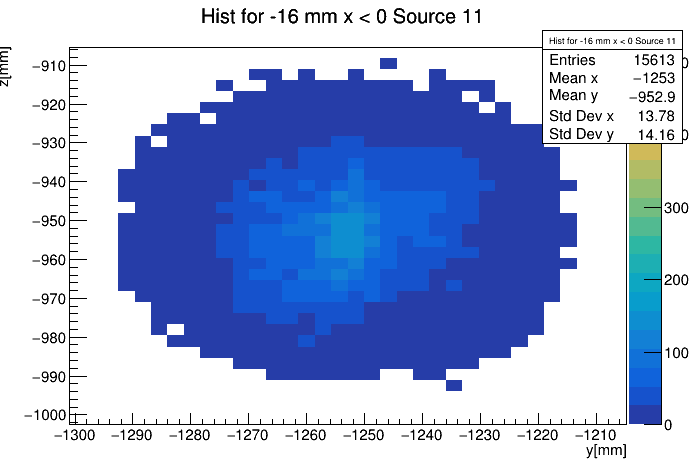 Hist for -16 mm x < 0 Source 11
z[mm]
Hist for -16 mm x < 0 Source 11
Entries 15613
Mean x −1253
Mean y −952.9
Std Dev x 13.78
Std Dev y 14.16
−910
−920
−930
−940
−950
−960
−970
−980
−990
−1000
−1300 −1290 −1280 −1270 −1260 −1250 −1240 −1230 −1220 −1210
y[mm]
300
200
100
0